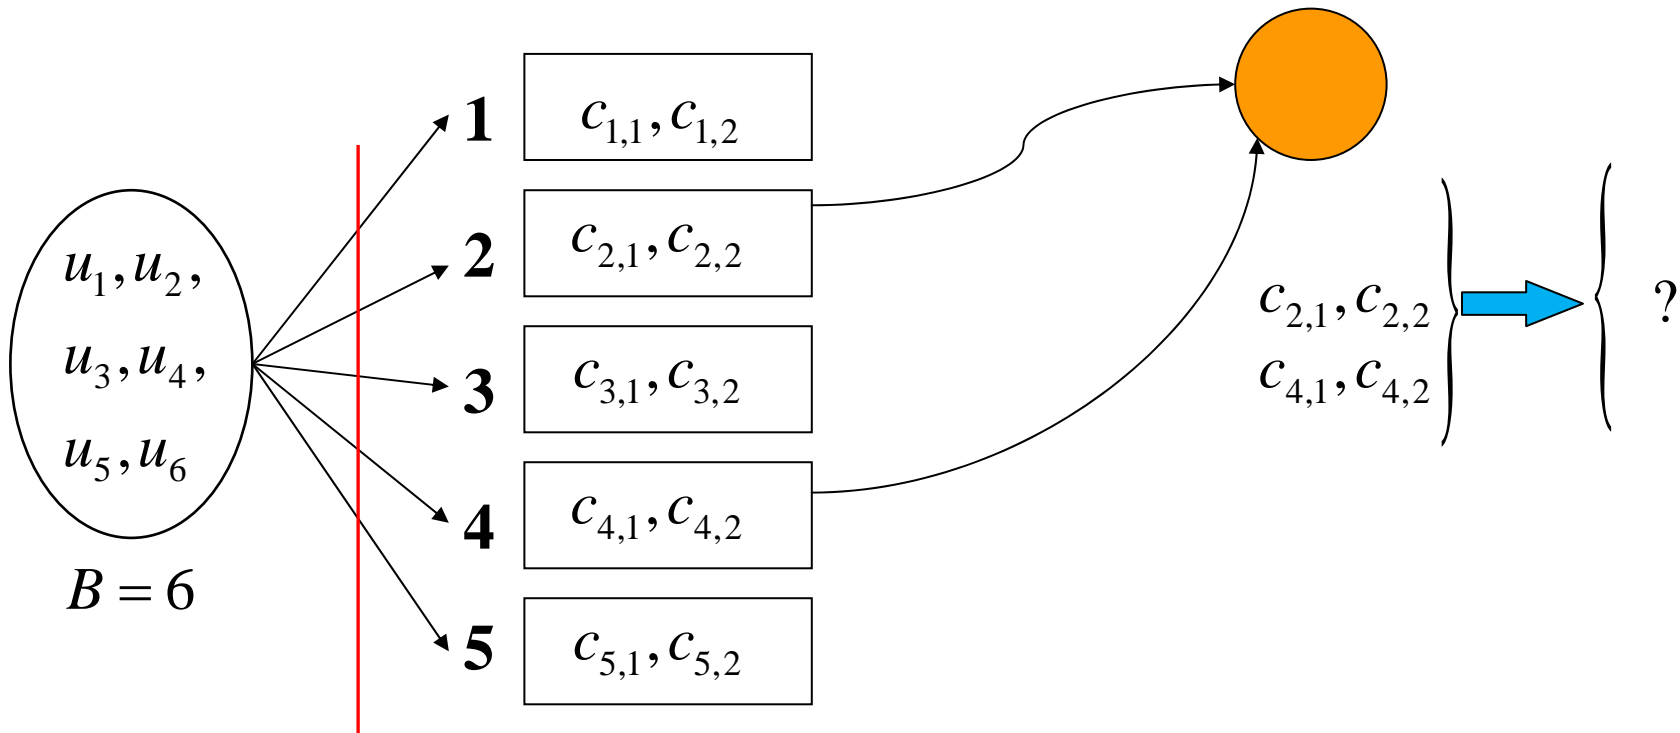 u₁, u₂,
u₃, u₄,
u₅, u₆
B = 6
1 c₁,₁, c₁,₂
2 c₂,₁, c₂,₂
3 c₃,₁, c₃,₂
4 c₄,₁, c₄,₂
5 c₅,₁, c₅,₂
c₂,₁, c₂,₂
c₄,₁, c₄,₂
?